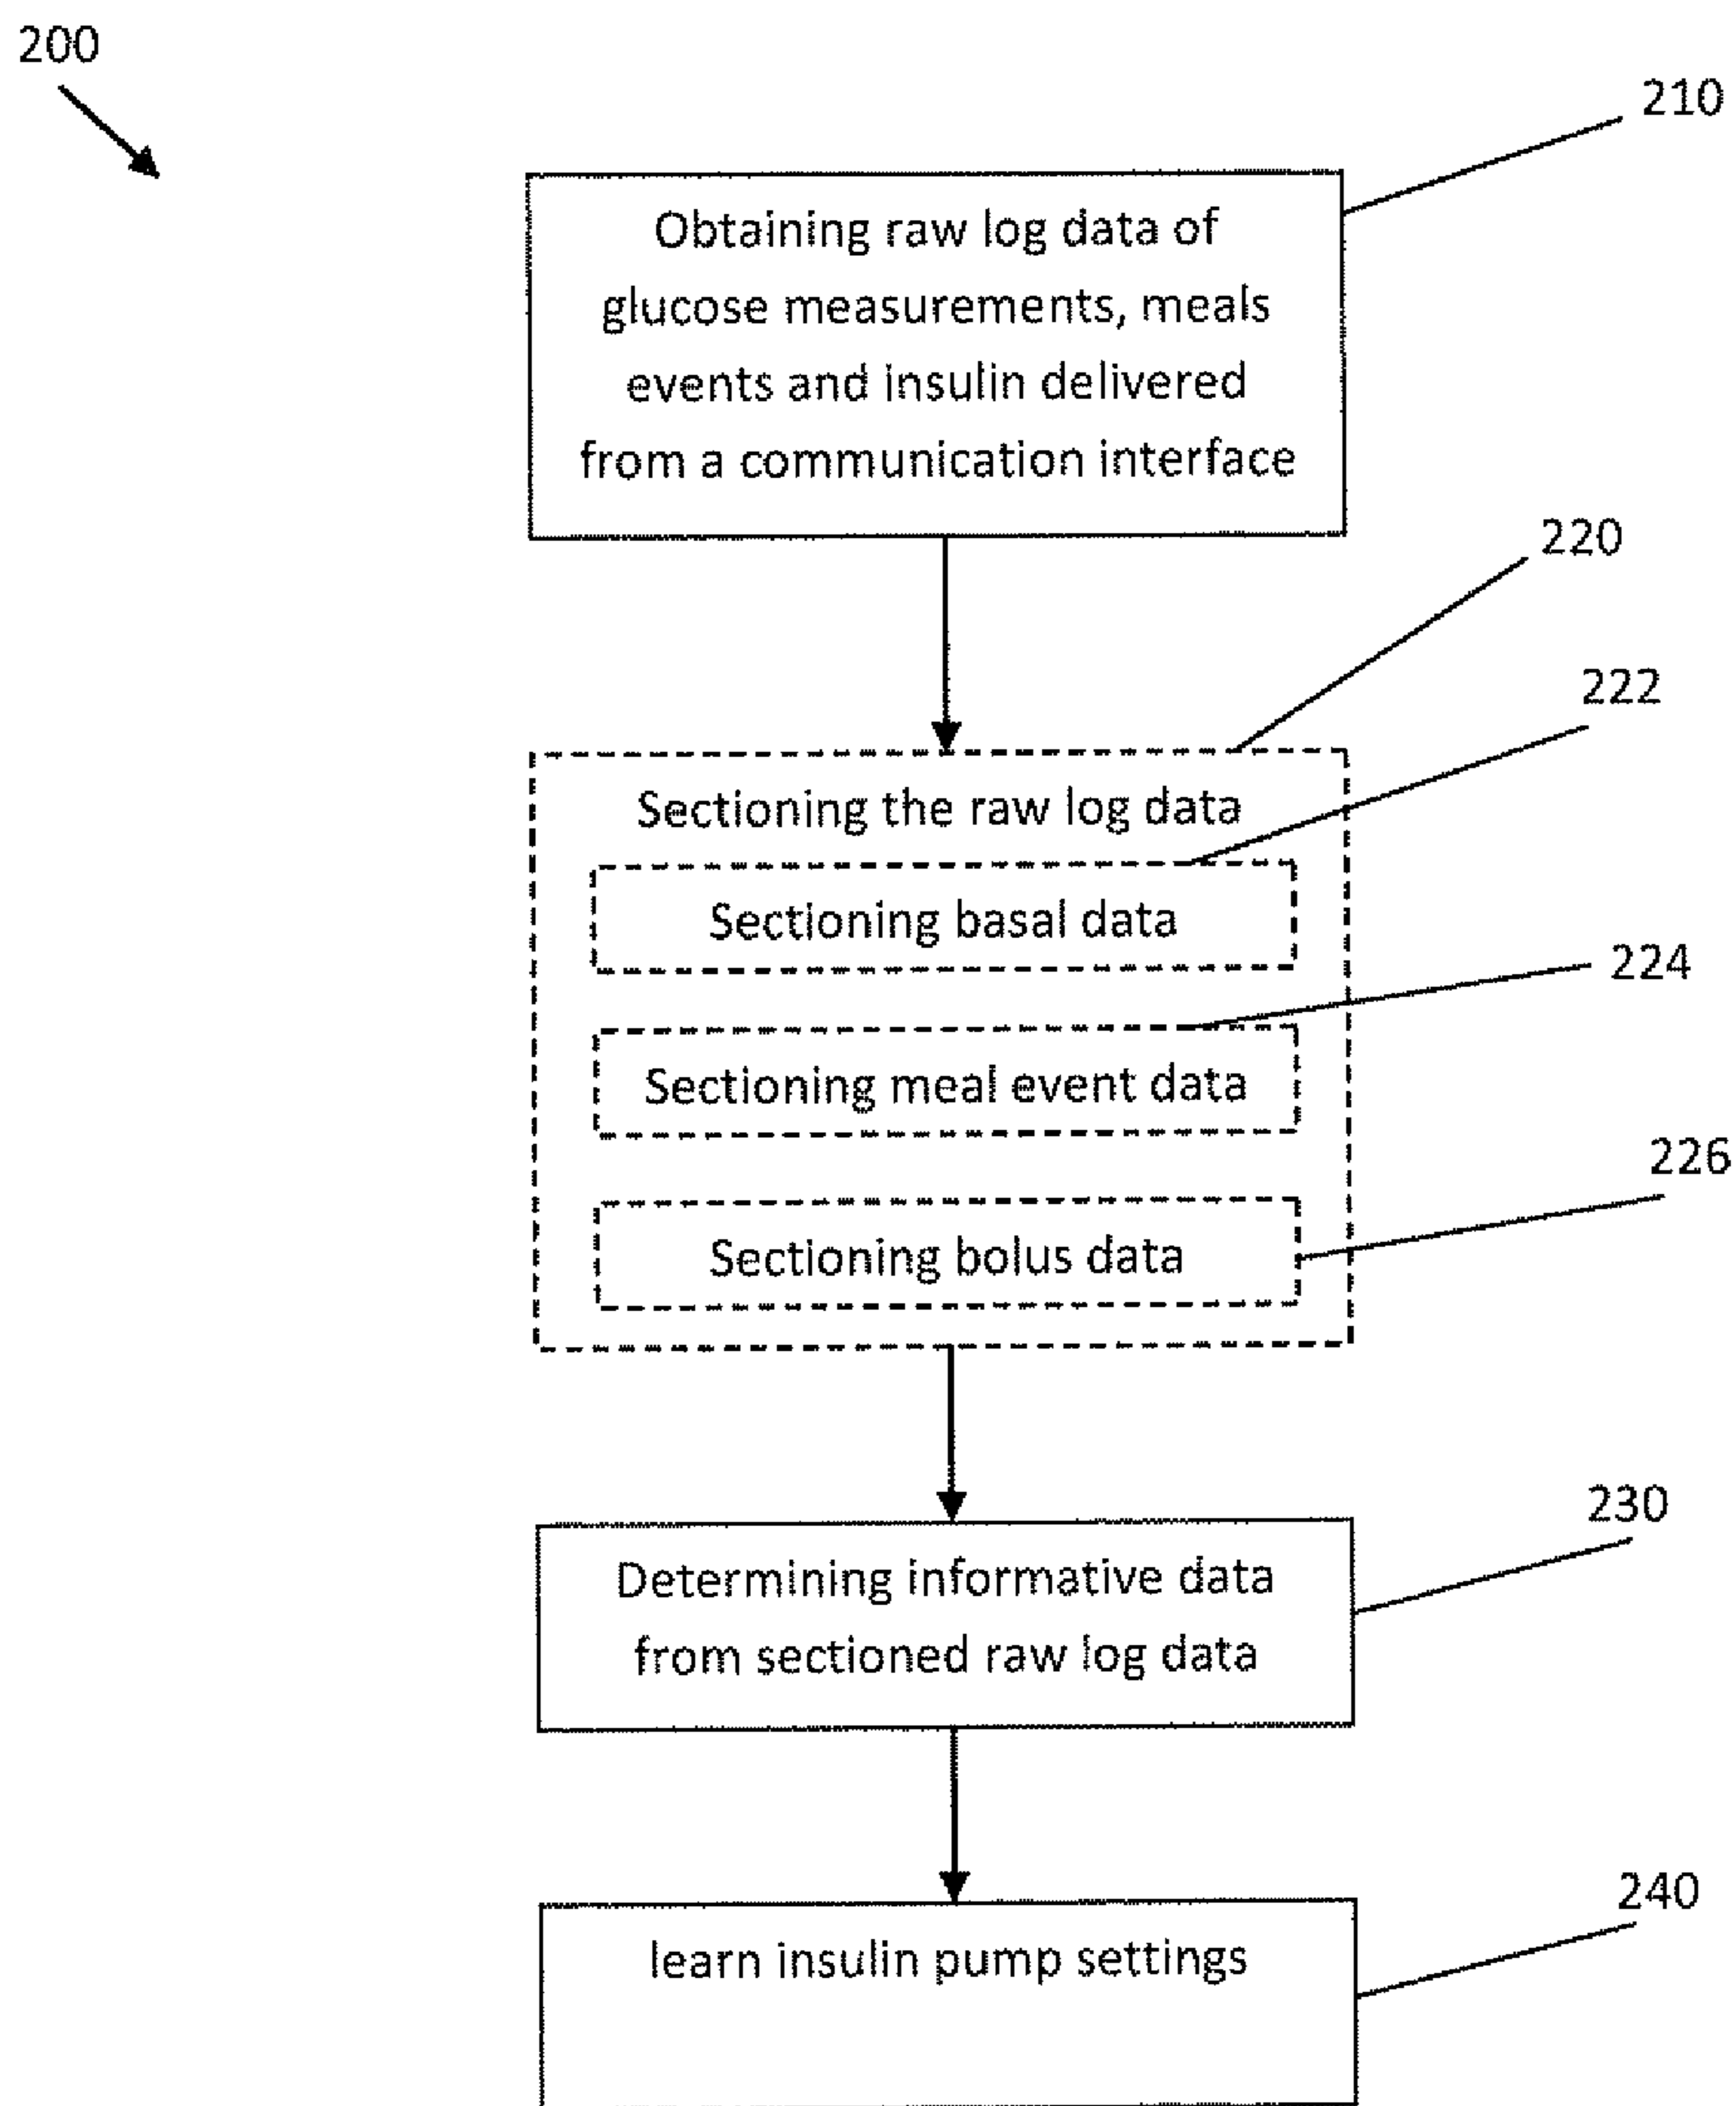 200
210
Obtaining raw log data of
glucose measurements, meals
events and insulin delivered
from a communication interface
220
222
Sectioning the raw log data
Sectioning basal data
224
Sectioning meal event data
226
Sectioning bolus data
230
Determining informative data
from sectioned raw log data
240
learn insulin pump settings